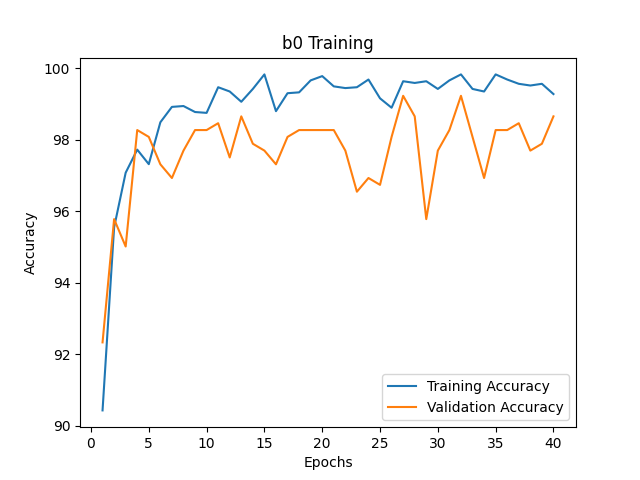 b0 Training
100
98
96
94
92
90
Accuracy
0 5 10 15 20 25 30 35 40
Epochs
Training Accuracy
Validation Accuracy